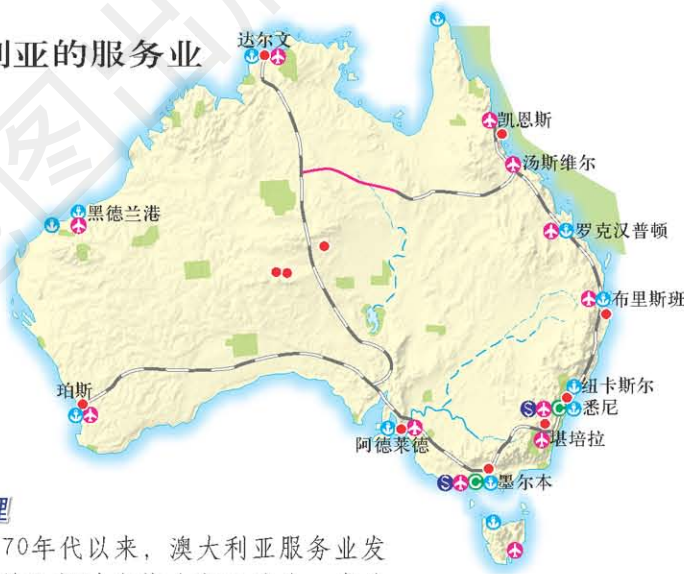 利亚的服务业
达尔文
凯恩斯
汤斯维尔
黑德兰港
罗克汉普顿
布里斯班
珀斯
纽卡斯尔
S C 悉尼
堪培拉
阿德莱德
S C 墨尔本
理
70年代以来，澳大利亚服务业发